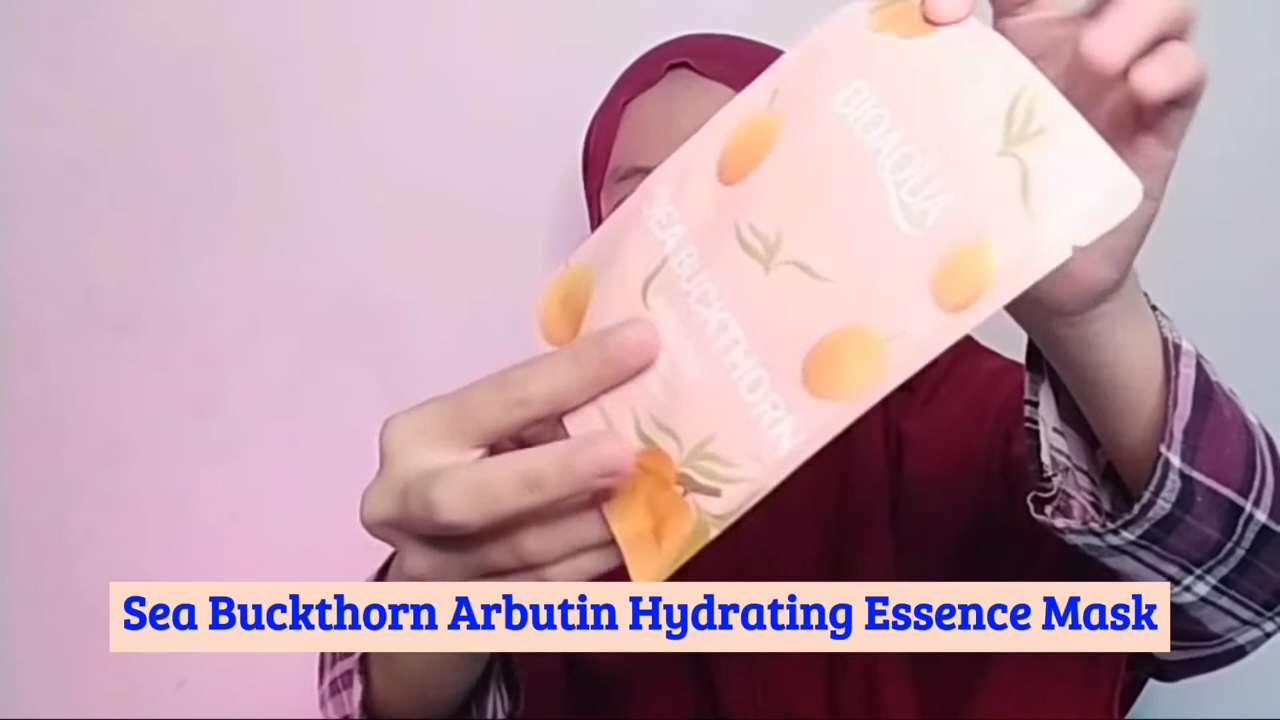 BIOAQUA
SEA BUCKTHORN
Sea Buckthorn Arbutin Hydrating Essence Mask